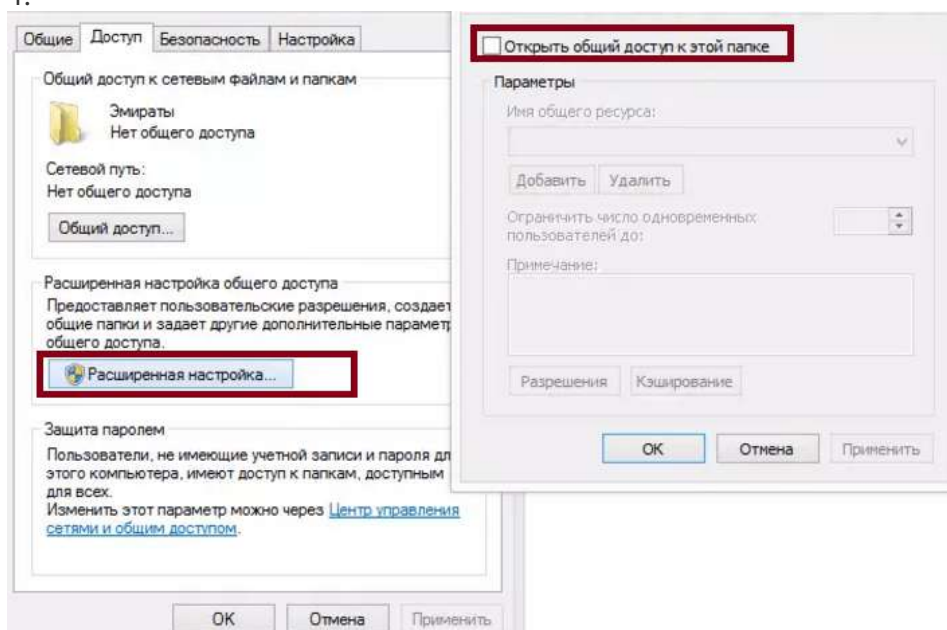 Общие Доступ Безопасность Настройка
Общий доступ к сетевым файлам и папкам
Эмираты
Нет общего доступа
Сетевой путь:
Нет общего доступа
Общий доступ...
Расширенная настройка общего доступа
Предоставляет пользовательские разрешения, создает
общие папки и задает другие дополнительные парамет
общего доступа.
Расширенная настройка...
Защита паролем
Пользователи, не имеющие учетной записи и пароля дл
этого компьютера, имеют доступ к папкам, доступным
для всех.
Изменить этот параметр можно через Центр управления
сетями и общим доступом.
ОК Отмена Применить
Открыть общий доступ к этой папке
Параметры
Имя общего ресурса:
Добавить Удалить
Ограничить число одновременных
пользователей до:
Примечание:
Разрешения Кэширование
ОК Отмена Применить